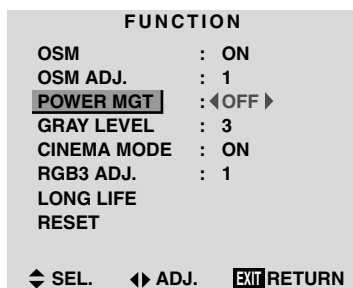 FUNCTION
OSM : ON
OSM ADJ. : 1
POWER MGT : OFF
GRAY LEVEL : 3
CINEMA MODE : ON
RGB3 ADJ. : 1
LONG LIFE
RESET
SEL. ADJ. EXIT RETURN